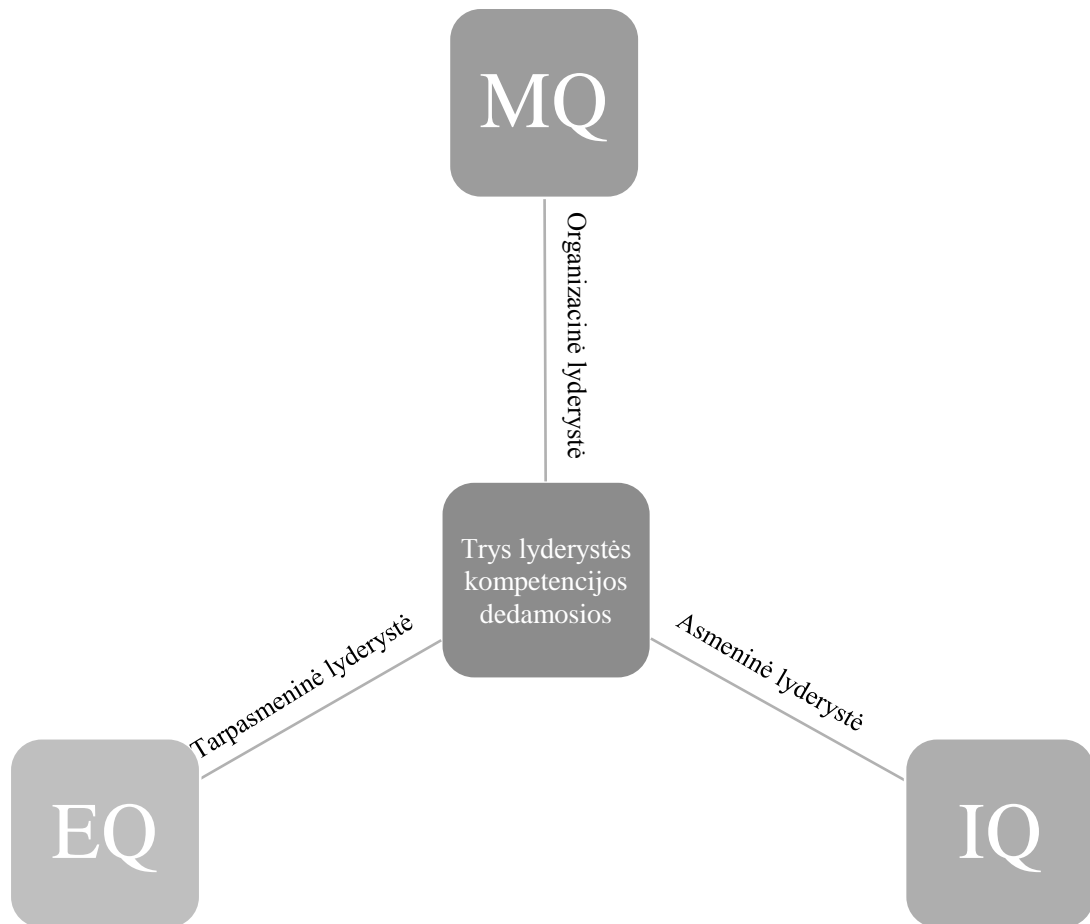 MQ
Organizacinė lyderystė
Trys lyderystės
kompetencijos
dedamosios
Tarpasmeninė lyderystė
Asmeninė lyderystė
EQ
IQ